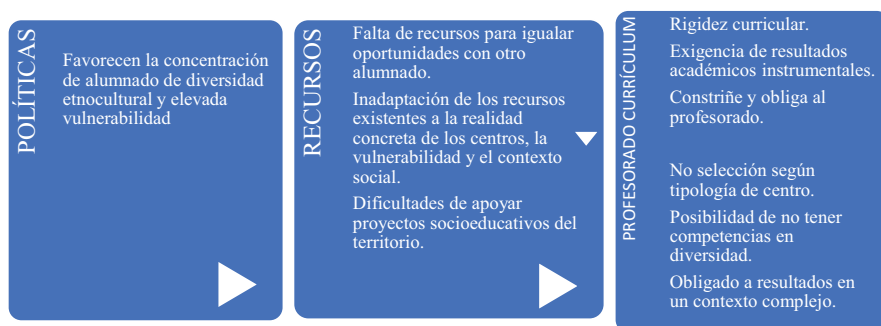 POLÍTICAS
Favorecen la concentración
de alumnado de diversidad
etnocultural y elevada
vulnerabilidad
RECURSOS
Falta de recursos para igualar
oportunidades con otro
alumnado.
Inadaptación de los recursos
existentes a la realidad
concreta de los centros, la
vulnerabilidad y el contexto
social.
Dificultades de apoyar
proyectos socioeducativos del
territorio.
PROFESORADO CURRÍCULUM
Rigidez curricular.
Exigencia de resultados
académicos instrumentales.
Constriñe y obliga al
profesorado.
No selección según
tipología de centro.
Posibilidad de no tener
competencias en
diversidad.
Obligado a resultados en
un contexto complejo.